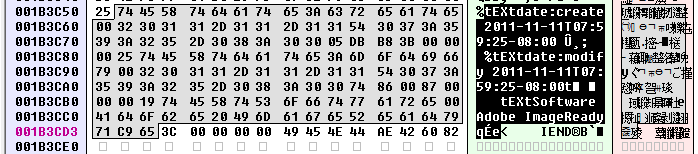 001B3C50 25 74 45 58 74 64 61 74 65 3A 63 72 65 61 74 65 %tEXtdate:create
001B3C60 00 32 30 31 31 2D 31 31 2D 31 31 54 30 37 3A 35 2011-11-11T07:5
001B3C70 39 3A 32 35 2D 30 38 3A 30 30 05 DB B8 3B 00 00 9:25-08:00 Û¸;
001B3C80 00 25 74 45 58 74 64 61 74 65 3A 6D 6F 64 69 66 %tEXtdate:modif
001B3C90 79 00 32 30 31 31 2D 31 31 2D 31 31 54 30 37 3A y 2011-11-11T07:
001B3CA0 35 39 3A 32 35 2D 30 38 3A 30 30 74 86 00 87 00 59:25-08:00t
001B3CB0 00 00 19 74 45 58 74 53 6F 66 74 77 61 72 65 00 tEXtSoftware
001B3CC0 41 64 6F 62 65 20 49 6D 61 67 65 52 65 61 64 79 Adobe ImageReady
001B3CD3 71 C9 65 3C 00 00 00 00 49 45 4E 44 AE 42 60 82 qÉe< IEND®B`
001B3CE0